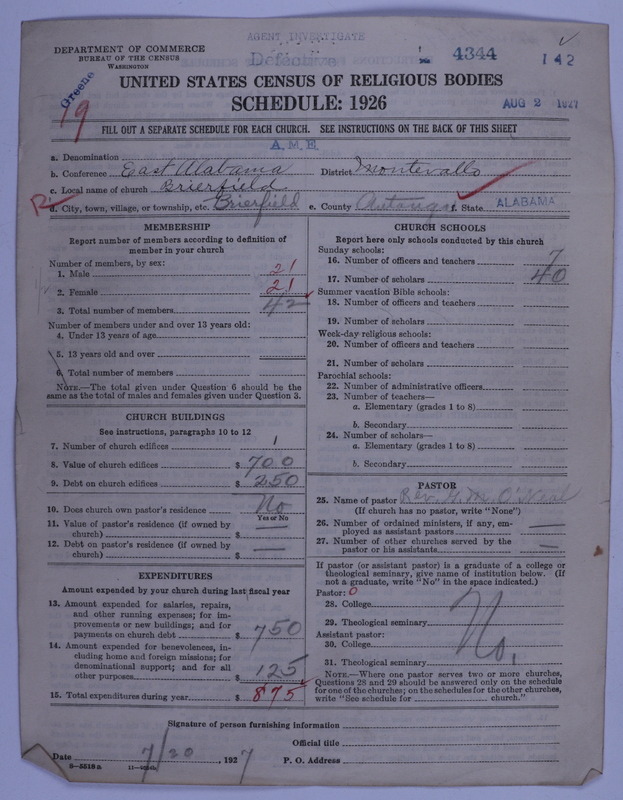 AGENT INVESTIGATE
DEPARTMENT OF COMMERCE
BUREAU OF THE CENSUS
WASHINGTON
Defective
4344
142
Greene
19
UNITED STATES CENSUS OF RELIGIOUS BODIES
SCHEDULE: 1926
AUG 2 1927
FILL OUT A SEPARATE SCHEDULE FOR EACH CHURCH. SEE INSTRUCTIONS ON THE BACK OF THIS SHEET
a. Denomination A.M.E.
b. Conference East Alabama District Montevallo
c. Local name of church Brierfield
R. d. City, town, village, or township, etc. Brierfield e. County Autauga f. State ALABAMA
MEMBERSHIP
Report number of members according to definition of
member in your church
Number of members, by sex:
1. Male 21
2. Female 21
3. Total number of members 42
Number of members under and over 13 years old:
4. Under 13 years of age
5. 13 years old and over
6. Total number of members
NOTE.—The total given under Question 6 should be the
same as the total of males and females given under Question 3.
CHURCH BUILDINGS
See instructions, paragraphs 10 to 12
7. Number of church edifices 1
8. Value of church edifices $ 700
9. Debt on church edifices $ 250
10. Does church own pastor's residence No
Yes or No
11. Value of pastor's residence (if owned by
church) $ —
12. Debt on pastor's residence (if owned by
church) $ —
EXPENDITURES
Amount expended by your church during last fiscal year
13. Amount expended for salaries, repairs,
and other running expenses; for im-
provements or new buildings; and for
payments on church debt $ 750
14. Amount expended for benevolences, in-
cluding home and foreign missions; for
denominational support; and for all
other purposes $ 125
15. Total expenditures during year $ 875
CHURCH SCHOOLS
Report here only schools conducted by this church
Sunday schools:
16. Number of officers and teachers 7
17. Number of scholars 40
Summer vacation Bible schools:
18. Number of officers and teachers
19. Number of scholars
Week-day religious schools:
20. Number of officers and teachers
21. Number of scholars
Parochial schools:
22. Number of administrative officers
23. Number of teachers—
a. Elementary (grades 1 to 8)
b. Secondary
24. Number of scholars—
a. Elementary (grades 1 to 8)
b. Secondary
PASTOR
25. Name of pastor Rev. G. M. O'Neal
(If church has no pastor, write "None")
26. Number of ordained ministers, if any, em-
ployed as assistant pastors —
27. Number of other churches served by the
pastor or his assistants —
If pastor (or assistant pastor) is a graduate of a college or
theological seminary, give name of institution below. (If
not a graduate, write "No" in the space indicated.)
Pastor: 0
28. College
29. Theological seminary
Assistant pastor: No.
30. College
31. Theological seminary
NOTE.—Where one pastor serves two or more churches,
Questions 28 and 29 should be answered only on the schedule
for one of the churches; on the schedules for the other churches,
write "See schedule for church."
Signature of person furnishing information
Official title
Date 7/30, 1927 P. O. Address
8—5518 a